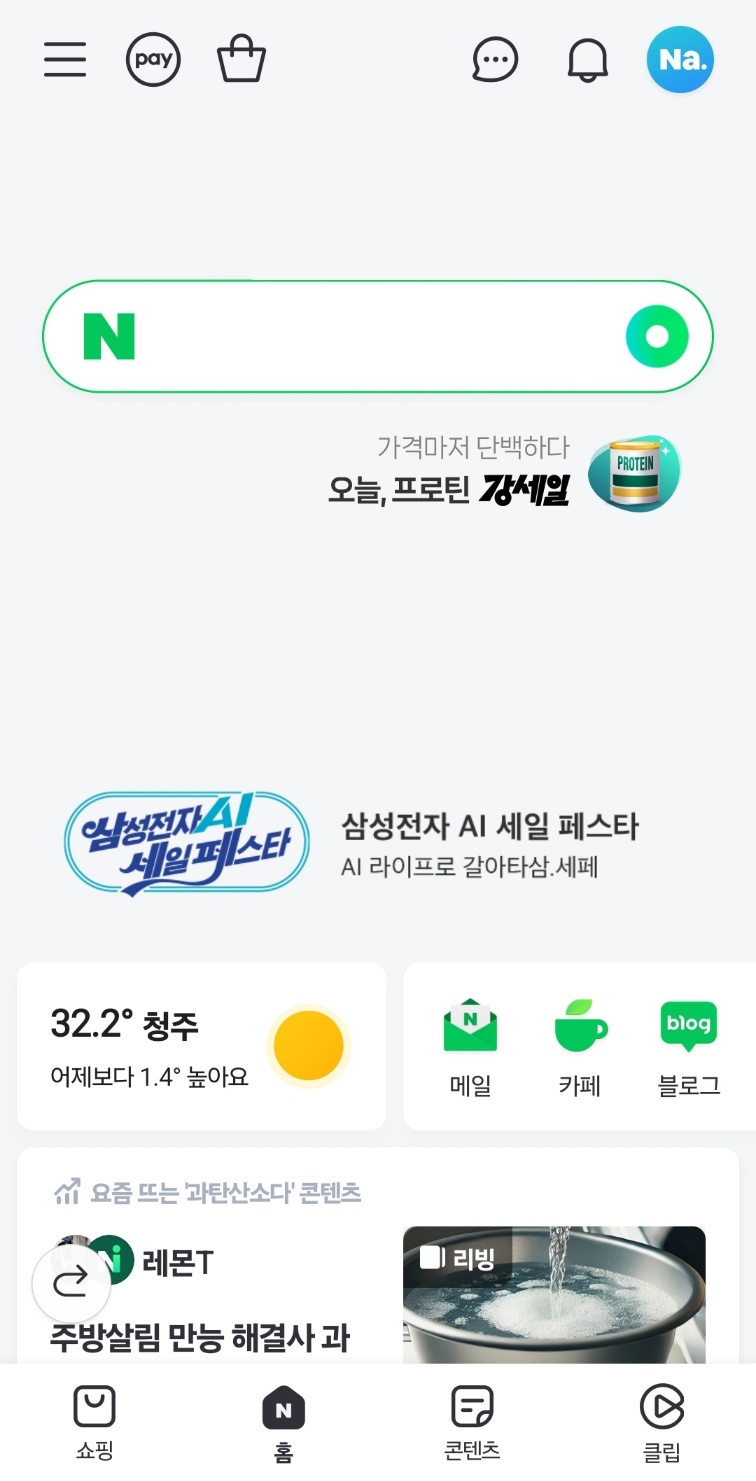 pay
Na.
N
가격마저 단백하다
오늘, 프로틴 강세일
PROTEIN
삼성전자 AI
세일 페스타
삼성전자 AI 세일 페스타
AI 라이프로 갈아타삼.세페
32.2° 청주
어제보다 1.4° 높아요
N
blog
메일
카페
블로그
요즘 뜨는 '과탄산소다' 콘텐츠
레몬T
리빙
주방살림 만능 해결사 과
N
쇼핑
홈
콘텐츠
클립